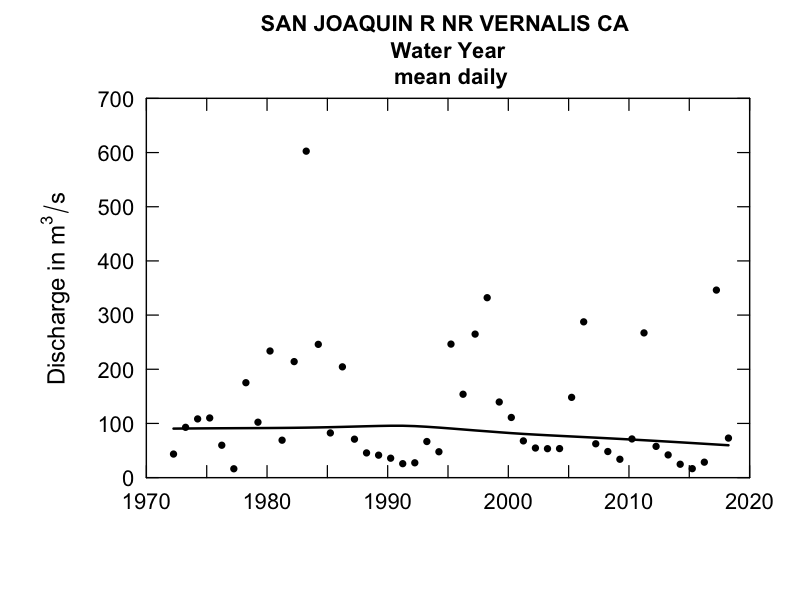 SAN JOAQUIN R NR VERNALIS CA
Water Year
mean daily
Discharge in m³/s
700
600
500
400
300
200
100
0
1970 1980 1990 2000 2010 2020